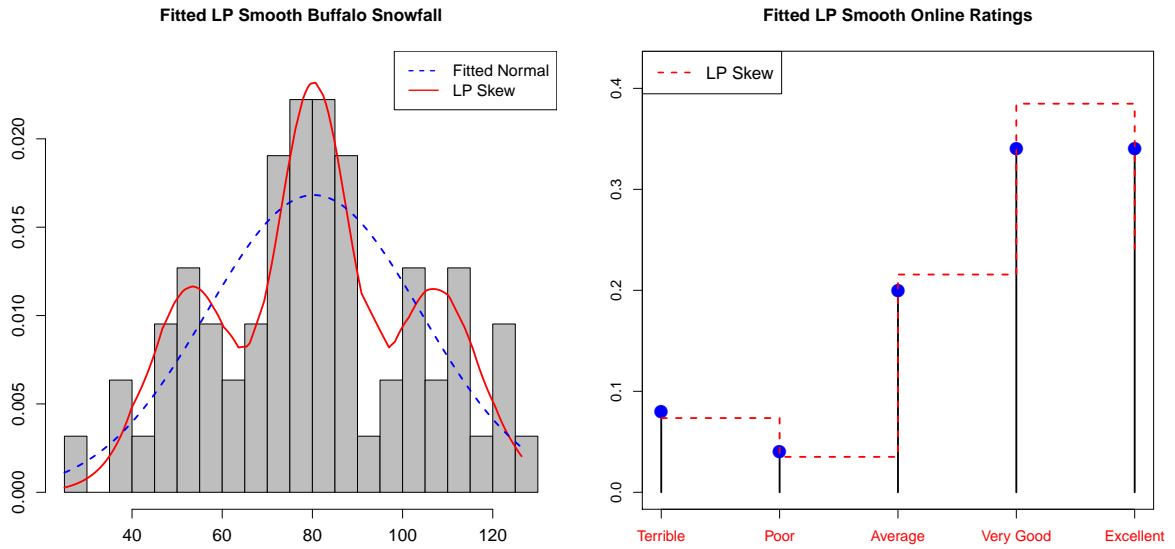 Fitted LP Smooth Buffalo Snowfall
Fitted Normal
LP Skew
0.020
0.015
0.010
0.005
0.000
40 60 80 100 120
Fitted LP Smooth Online Ratings
LP Skew
0.4
0.3
0.2
0.1
0.0
Terrible Poor Average Very Good Excellent